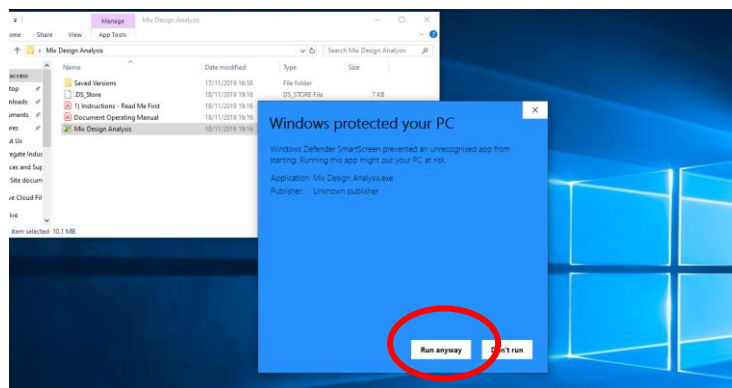 Manage Mix Design Analysis
Share View App Tools
Mix Design Analysis Search Mix Design Analysis
Name Date modified Type Size
Saved Versions 17/11/2019 16:58 File folder
.DS_Store 18/11/2019 19:16 DS_STORE File 7 KB
1) Instructions - Read Me First 18/11/2019 19:16
Document Operating Manual 18/11/2019 19:16
Mix Design Analysis 18/11/2019 19:16
item selected 10.1 MB
Windows protected your PC
Windows Defender SmartScreen prevented an unrecognised app from
starting. Running this app might put your PC at risk.
Application: Mix Design Analysis.exe
Publisher: Unknown publisher
Run anyway Don't run